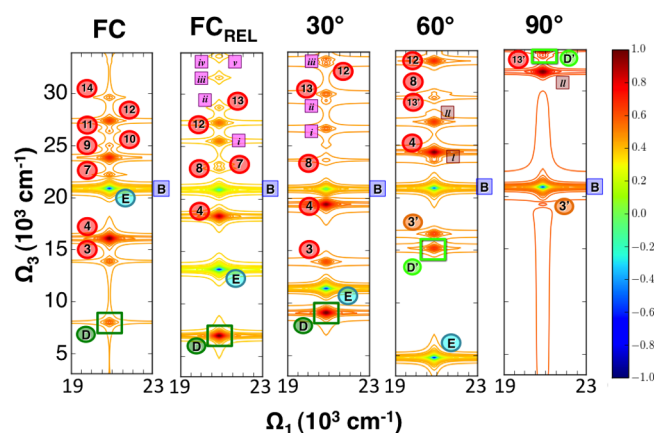 FC FC_REL 30° 60° 90°
Ω₃ (10³ cm⁻¹)
30
25
20
15
10
5
14
12
11
10
9
7
E
B
4
3
D
iv v
iii
ii 13
12
i
8 7
B
4
E
D
iii
12
13
ii
i
8
B
4
3
E
D
12
8
13'
II
4
I
B
3'
D'
E
13' D'
II
B
3'
19 23 19 23 19 23 19 23 19 23
Ω₁ (10³ cm⁻¹)
1.0
0.8
0.6
0.4
0.2
0.0
−0.2
−0.4
−0.6
−0.8
−1.0